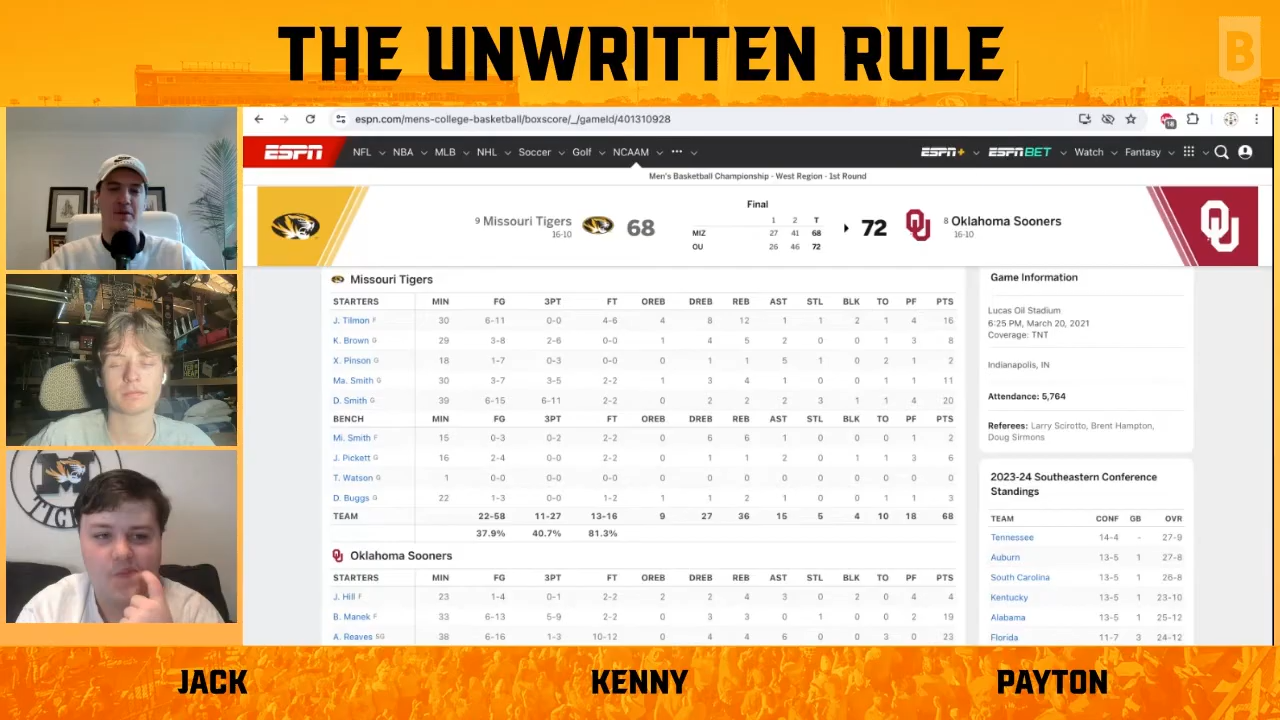 THE UNWRITTEN RULE
B
espn.com/mens-college-basketball/boxscore/_/gameId/401310928
ESPN NFL NBA MLB NHL Soccer Golf NCAAM ••• ESPN+ ESPN BET Watch Fantasy
Men's Basketball Championship - West Region - 1st Round
Final
9 Missouri Tigers 68
16-10
1 2 T
MIZ 27 41 68
OU 26 46 72
72 OU 8 Oklahoma Sooners
16-10
OU
Missouri Tigers
STARTERS MIN FG 3PT FT OREB DREB REB AST STL BLK TO PF PTS
J. Tilmon F 30 6-11 0-0 4-6 4 8 12 1 1 2 1 4 16
K. Brown G 29 3-8 2-6 0-0 1 4 5 2 0 0 1 3 8
X. Pinson G 18 1-7 0-3 0-0 0 1 1 5 1 0 2 1 2
Ma. Smith G 30 3-7 3-5 2-2 1 3 4 1 0 0 1 1 11
D. Smith G 39 6-15 6-11 2-2 0 2 2 2 3 1 1 4 20
BENCH MIN FG 3PT FT OREB DREB REB AST STL BLK TO PF PTS
Mi. Smith F 15 0-3 0-2 2-2 0 6 6 1 0 0 0 1 2
J. Pickett G 16 2-4 0-0 2-2 0 1 1 2 0 1 1 3 6
T. Watson G 1 0-0 0-0 0-0 0 0 0 0 0 0 0 0 0
D. Buggs G 22 1-3 0-0 1-2 1 1 2 1 0 0 1 1 3
TEAM 22-58 11-27 13-16 9 27 36 15 5 4 10 18 68
37.9% 40.7% 81.3%
Oklahoma Sooners
STARTERS MIN FG 3PT FT OREB DREB REB AST STL BLK TO PF PTS
J. Hill F 23 1-4 0-1 2-2 2 2 4 3 0 2 0 4 4
B. Manek F 33 6-13 5-9 2-2 0 3 3 0 1 0 0 2 19
A. Reaves SG 38 6-16 1-3 10-12 0 4 4 6 0 0 3 0 23
Game Information
Lucas Oil Stadium
6:25 PM, March 20, 2021
Coverage: TNT
Indianapolis, IN
Attendance: 5,764
Referees: Larry Scirotto, Brent Hampton,
Doug Sirmons
2023-24 Southeastern Conference
Standings
TEAM CONF GB OVR
Tennessee 14-4 - 27-9
Auburn 13-5 1 27-8
South Carolina 13-5 1 26-8
Kentucky 13-5 1 23-10
Alabama 13-5 1 25-12
Florida 11-7 3 24-12
JACK
KENNY
PAYTON